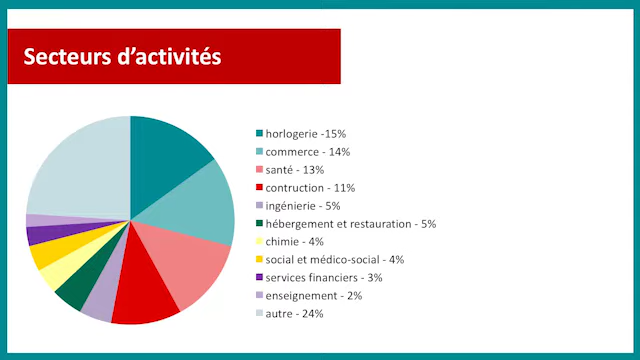 Secteurs d’activités
horlogerie -15%
commerce - 14%
santé - 13%
contruction - 11%
ingénierie - 5%
hébergement et restauration - 5%
chimie - 4%
social et médico-social - 4%
services financiers - 3%
enseignement - 2%
autre - 24%